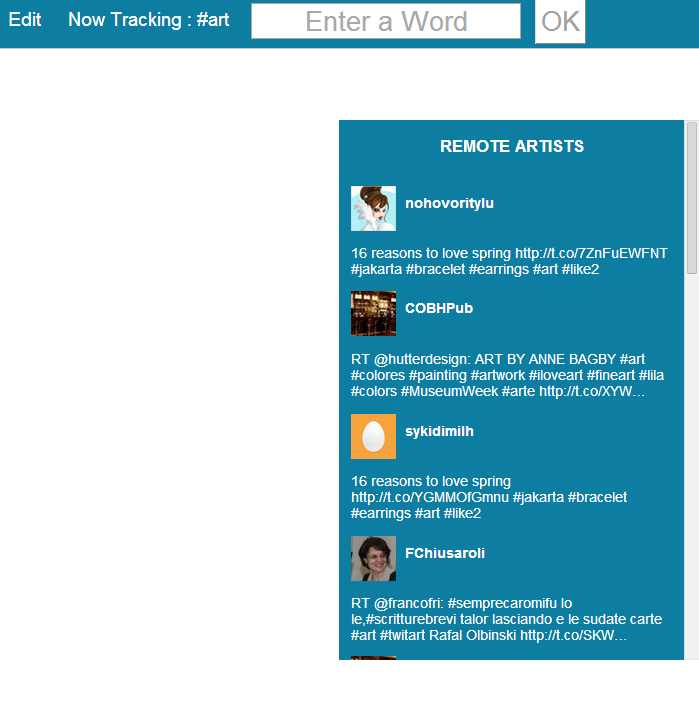 Edit Now Tracking : #art Enter a Word OK
REMOTE ARTISTS
nohovoritylu
16 reasons to love spring http://t.co/7ZnFuEWFNT
#jakarta #bracelet #earrings #art #like2
COBHPub
RT @hutterdesign: ART BY ANNE BAGBY #art
#colores #painting #artwork #iloveart #fineart #lila
#colors #MuseumWeek #arte http://t.co/XYW…
sykidimilh
16 reasons to love spring
http://t.co/YGMMOfGmnu #jakarta #bracelet
#earrings #art #like2
FChiusaroli
RT @francofri: #semprecaromifu lo
le,#scritturebrevi talor lasciando e le sudate carte
#art #twitart Rafal Olbinski http://t.co/SKW…